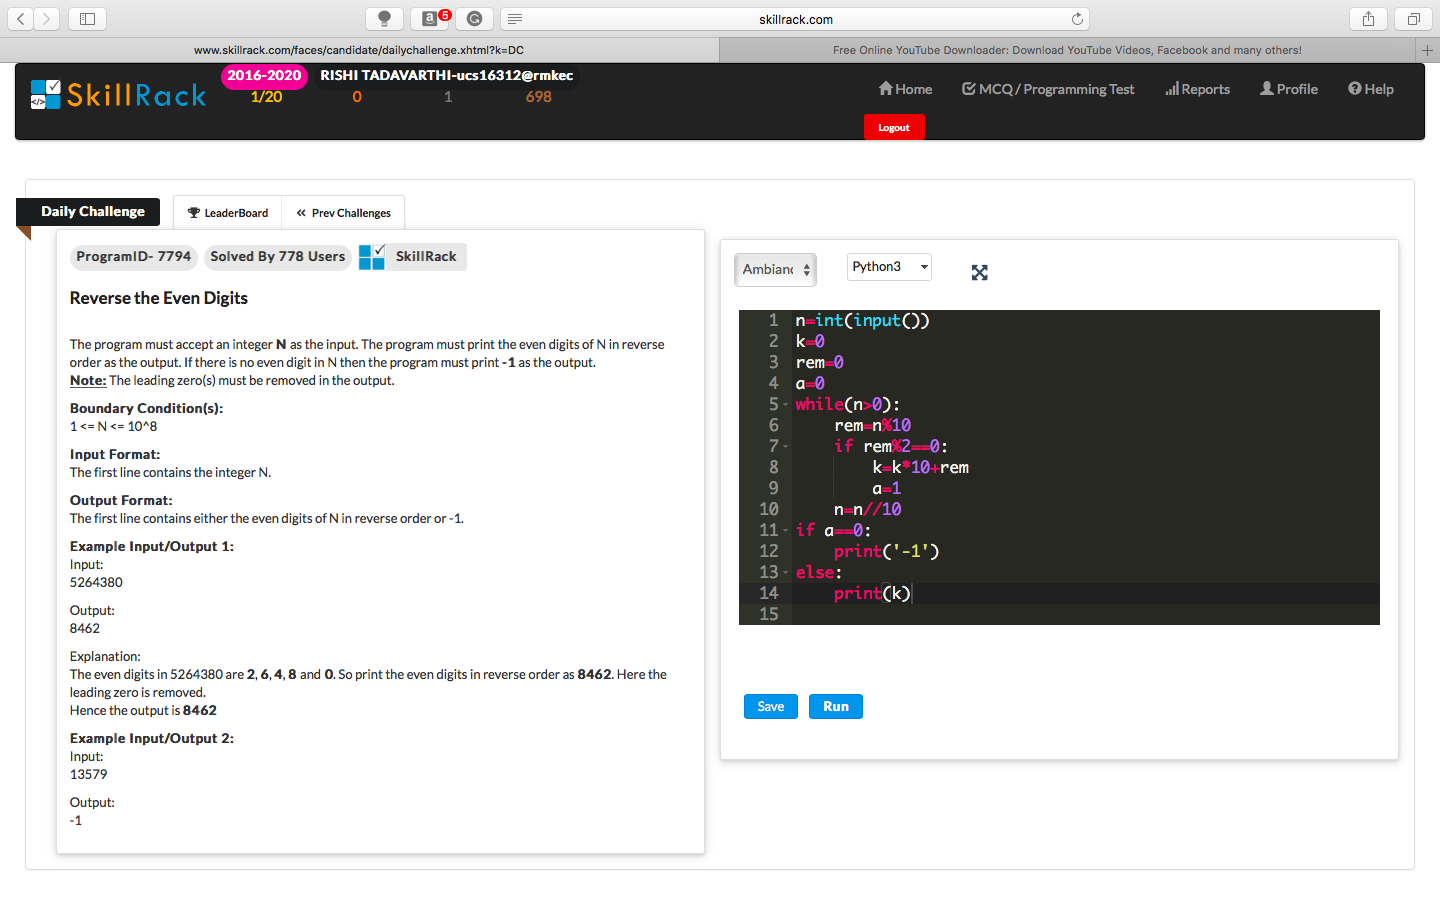 skillrack.com
5
www.skillrack.com/faces/candidate/dailychallenge.xhtml?k=DC
Free Online YouTube Downloader: Download YouTube Videos, Facebook and many others!
SkillRack
2016-2020 RISHI TADAVARTHI-ucs16312@rmkec
1/20 0 1 698
Home MCQ / Programming Test Reports Profile Help
Logout
Daily Challenge
LeaderBoard
Prev Challenges
ProgramID- 7794
Solved By 778 Users
SkillRack
Reverse the Even Digits
The program must accept an integer N as the input. The program must print the even digits of N in reverse
order as the output. If there is no even digit in N then the program must print -1 as the output.
Note: The leading zero(s) must be removed in the output.
Boundary Condition(s):
1 <= N <= 10^8
Input Format:
The first line contains the integer N.
Output Format:
The first line contains either the even digits of N in reverse order or -1.
Example Input/Output 1:
Input:
5264380
Output:
8462
Explanation:
The even digits in 5264380 are 2, 6, 4, 8 and 0. So print the even digits in reverse order as 8462. Here the
leading zero is removed.
Hence the output is 8462
Example Input/Output 2:
Input:
13579
Output:
-1
Python3
1 n=int(input())
2 k=0
3 rem=0
4 a=0
5 while(n>0):
6 rem=n%10
7 if rem%2==0:
8 k=k*10+rem
9 a=1
10 n=n//10
11 if a==0:
12 print('-1')
13 else:
14 print(k)
15
Save
Run